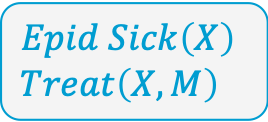 Epid Sick(X)
Treat(X, M)